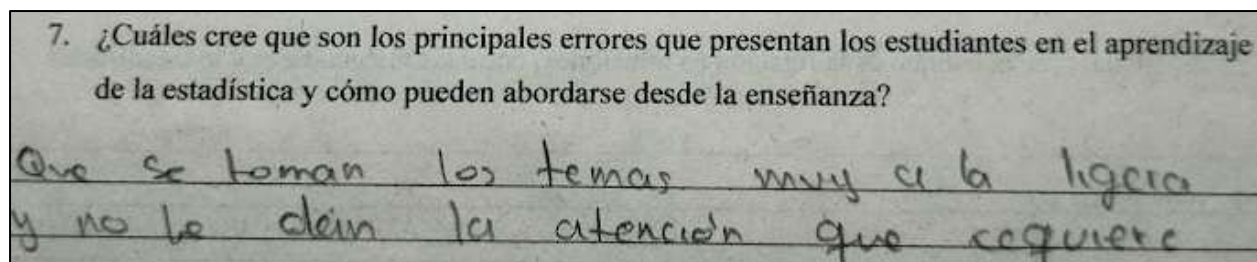 7. ¿Cuáles cree que son los principales errores que presentan los estudiantes en el aprendizaje
de la estadística y cómo pueden abordarse desde la enseñanza?
Que se toman los temas muy a la ligera
y no le dan la atención que requiere